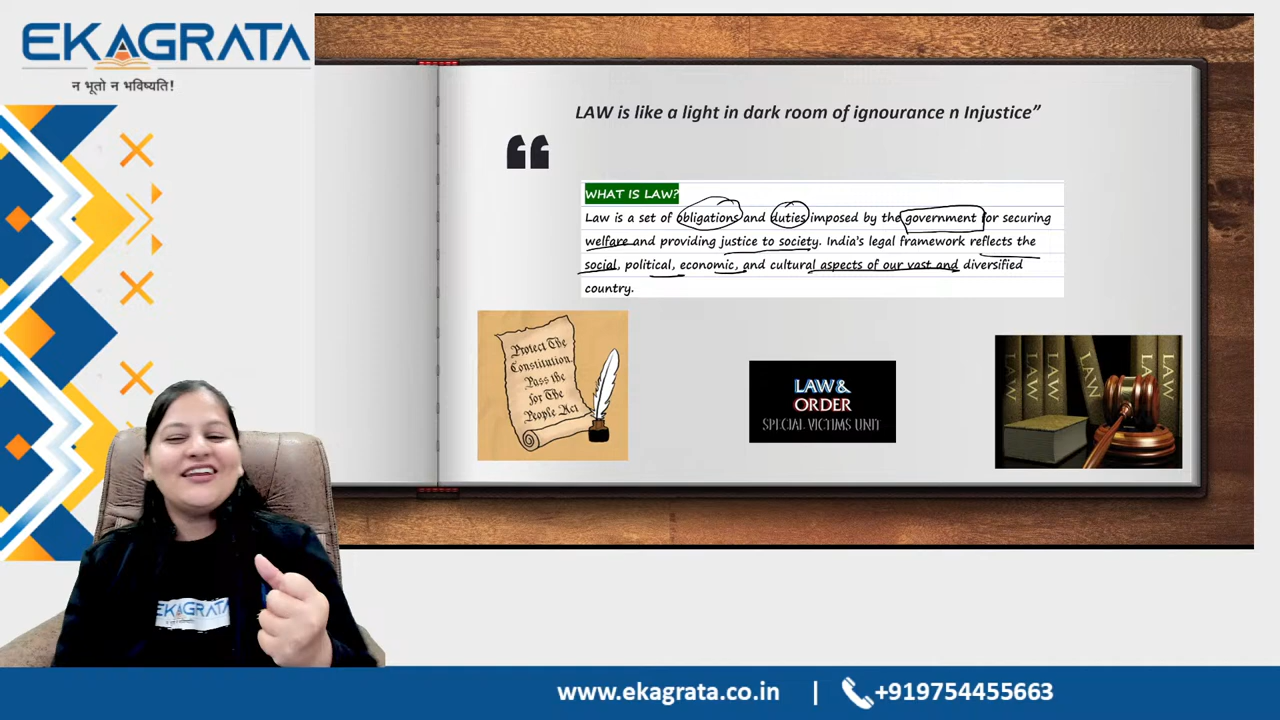 EKAGRATA
न भूतो न भविष्यति!
LAW is like a light in dark room of ignourance n Injustice”
WHAT IS LAW?
Law is a set of obligations and duties imposed by the government for securing
welfare and providing justice to society. India's legal framework reflects the
social, political, economic, and cultural aspects of our vast and diversified
country.
Protect The
Constitution,
Pass the
for The
People Act
LAW &
ORDER
SPECIAL VICTIMS UNIT
LAW
LAW
LAW
LAW
LAW
EKAGRATA
www.ekagrata.co.in | +919754455663